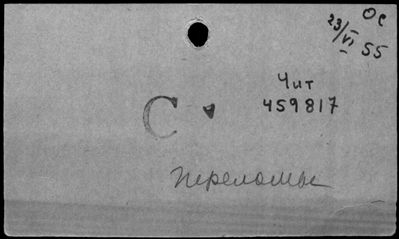 Ос
23/VI 55
Чит
459817
С
Переломы